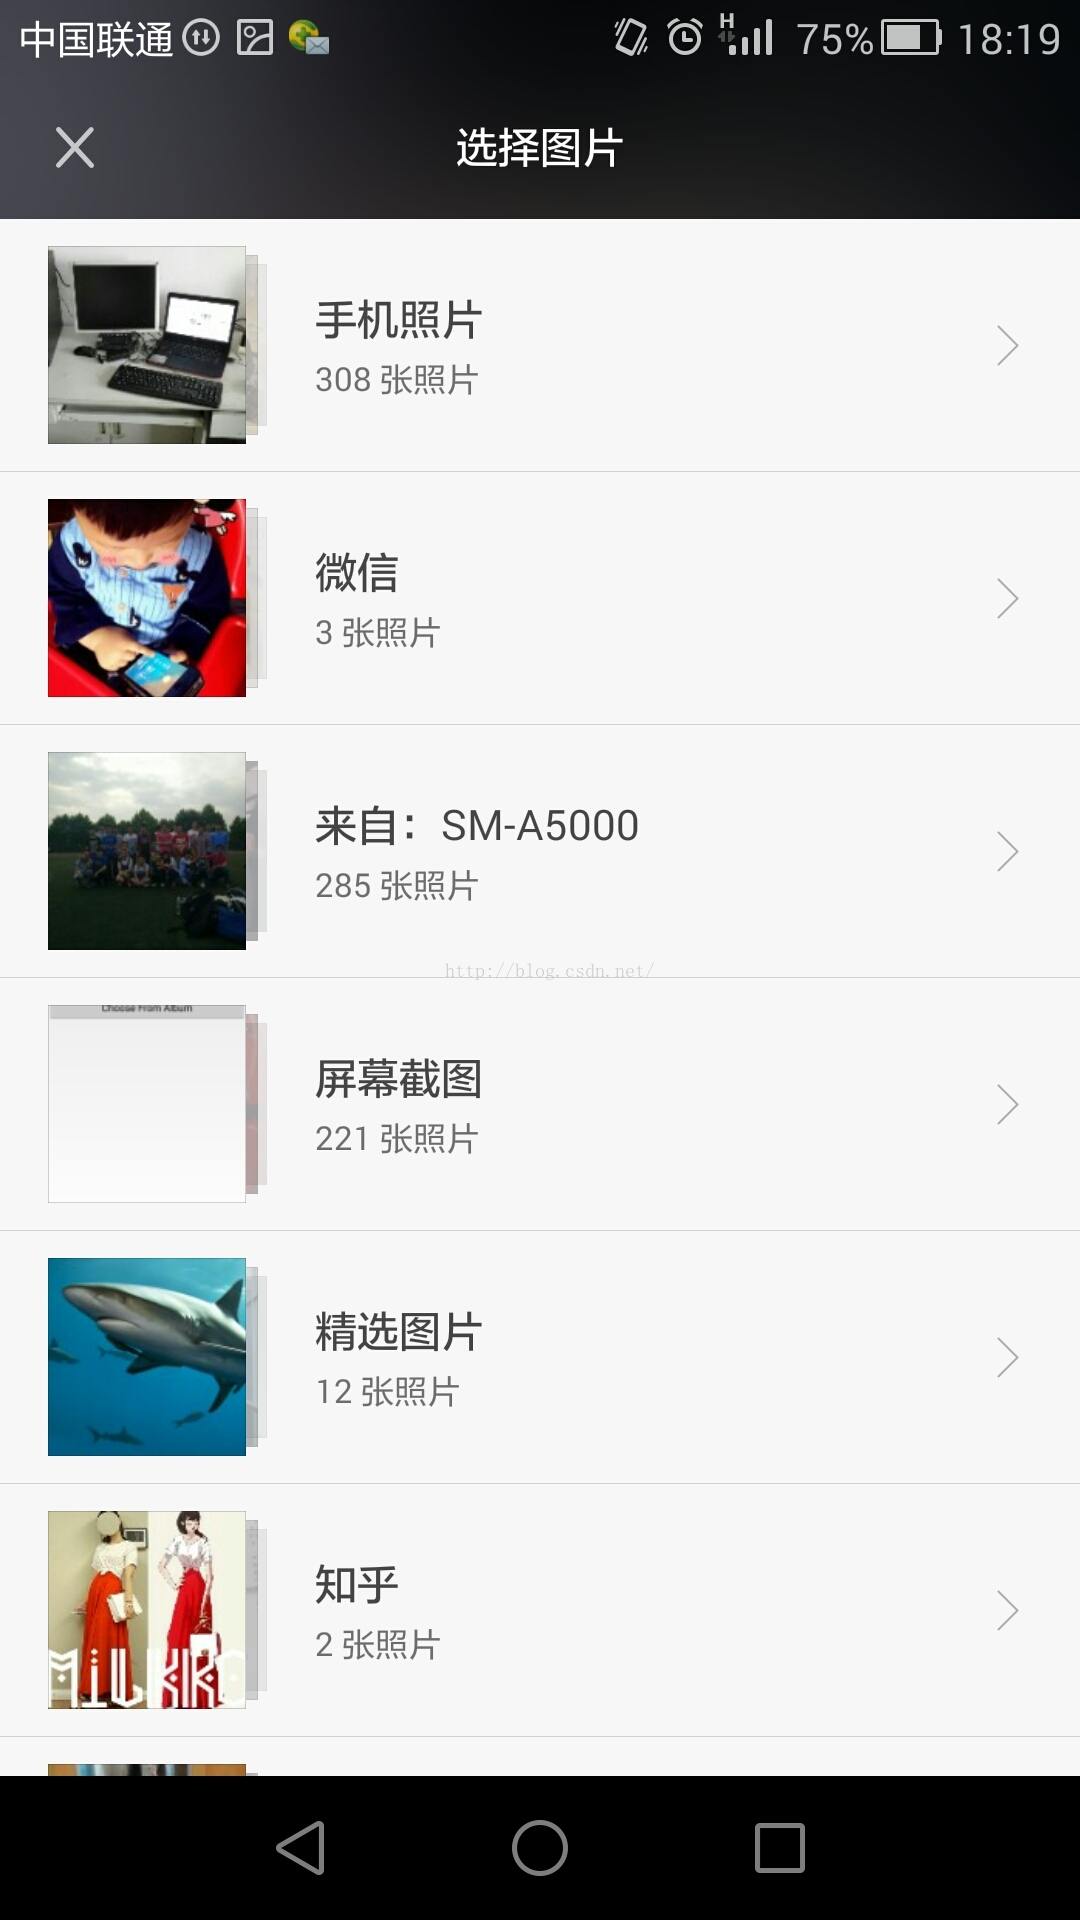 中国联通 H 75% 18:19
选择图片
手机照片
308 张照片
微信
3 张照片
来自：SM-A5000
285 张照片
http://blog.csdn.net/
Choose From Album
屏幕截图
221 张照片
精选图片
12 张照片
知乎
2 张照片